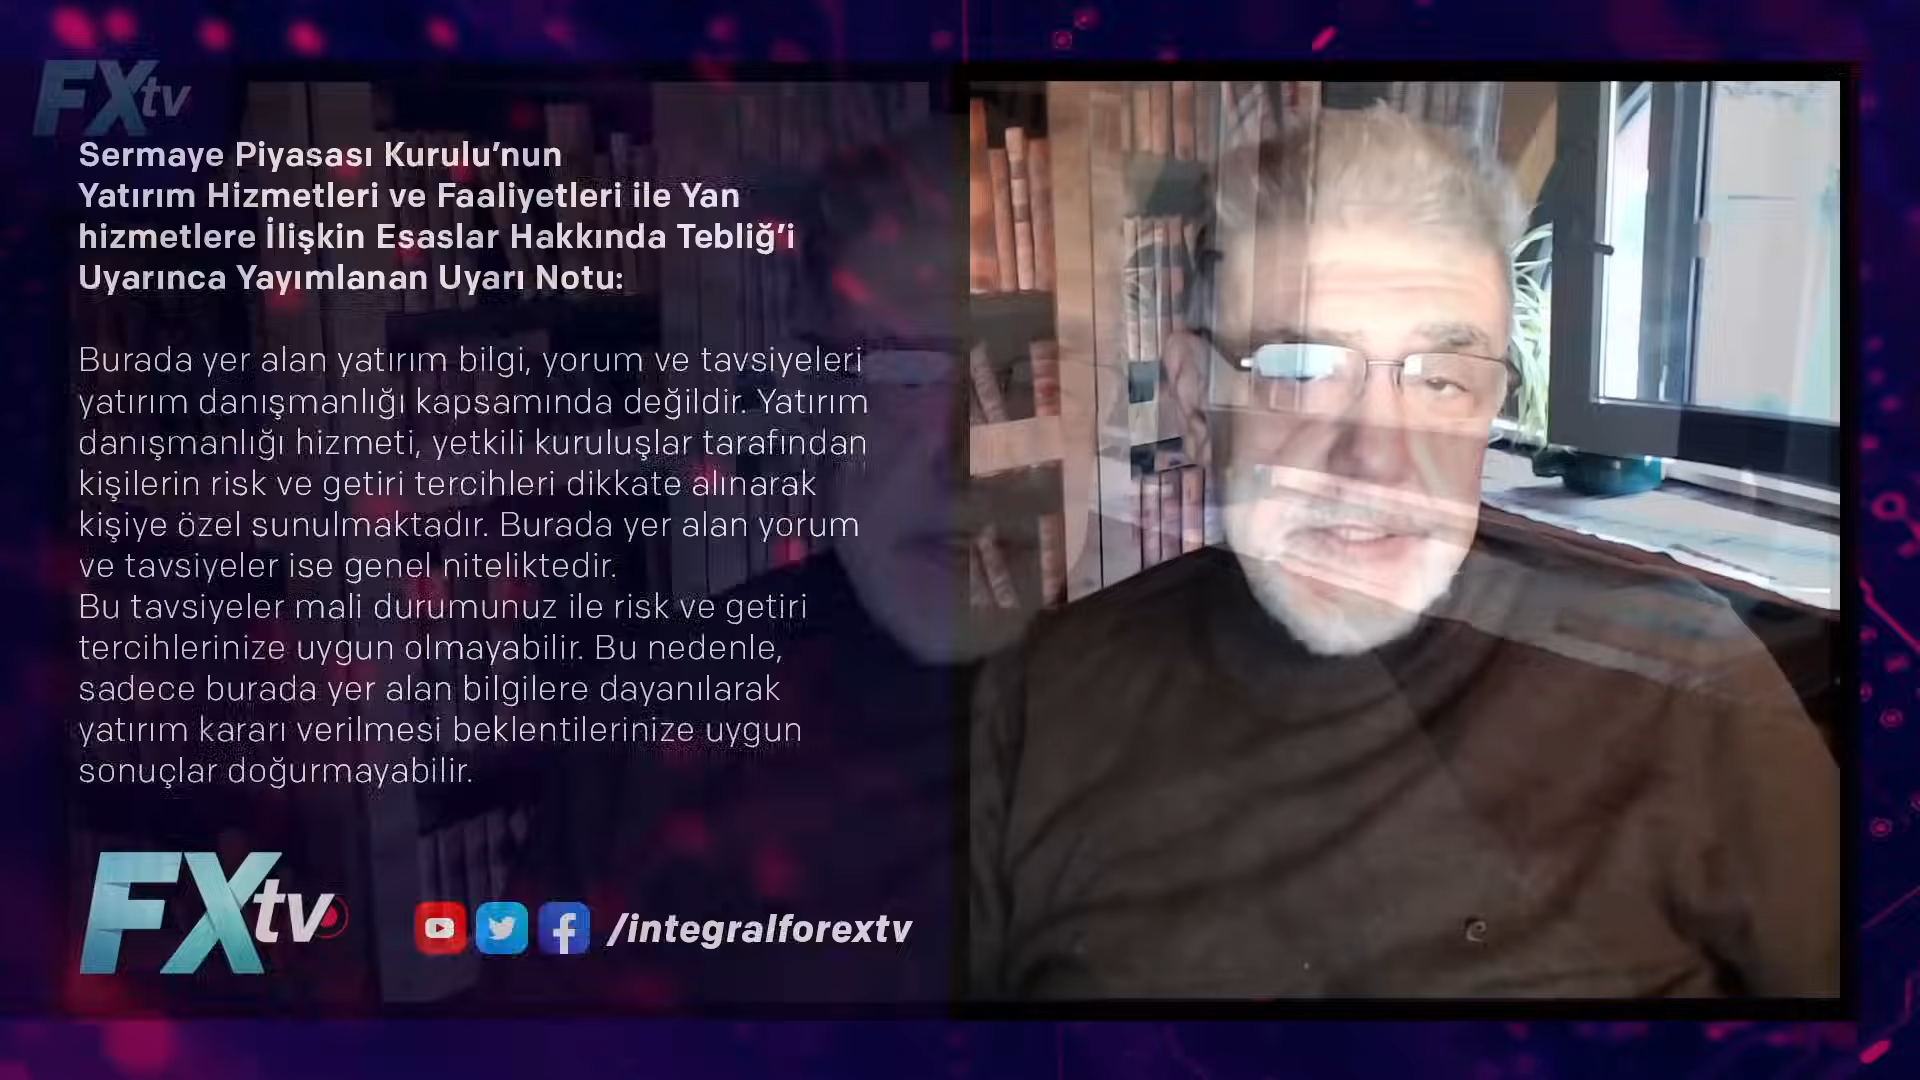 FXtv
Sermaye Piyasası Kurulu’nun
Yatırım Hizmetleri ve Faaliyetleri ile Yan
hizmetlere İlişkin Esaslar Hakkında Tebliğ’i
Uyarınca Yayımlanan Uyarı Notu:
Burada yer alan yatırım bilgi, yorum ve tavsiyeleri
yatırım danışmanlığı kapsamında değildir. Yatırım
danışmanlığı hizmeti, yetkili kuruluşlar tarafından
kişilerin risk ve getiri tercihleri dikkate alınarak
kişiye özel sunulmaktadır. Burada yer alan yorum
ve tavsiyeler ise genel niteliktedir.
Bu tavsiyeler mali durumunuz ile risk ve getiri
tercihlerinize uygun olmayabilir. Bu nedenle,
sadece burada yer alan bilgilere dayanılarak
yatırım kararı verilmesi beklentilerinize uygun
sonuçlar doğurmayabilir.
FXtv
/integralforextv